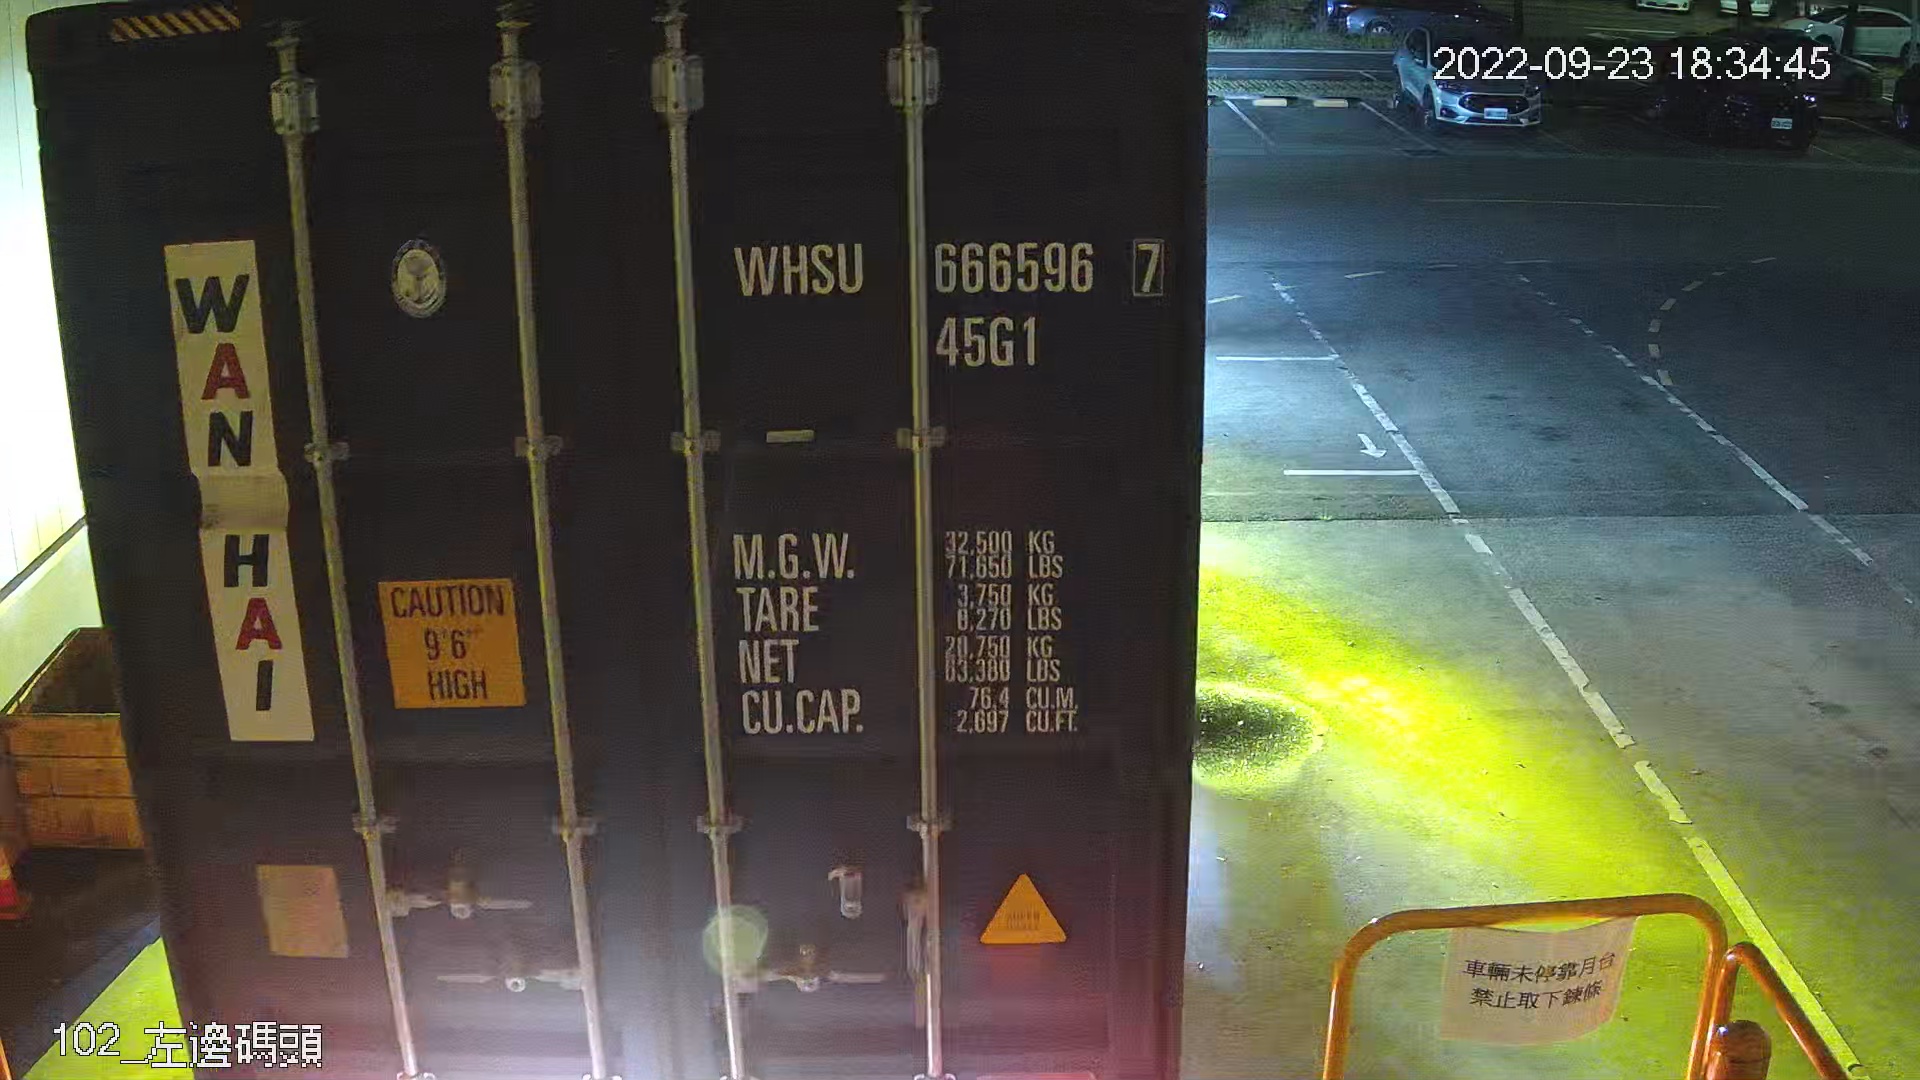 2022-09-23 18:34:45
WAN HAI
WHSU 666596 7
45G1
CAUTION
9'6"
HIGH
M.G.W. 32,500 KG
71,650 LBS
TARE 3,750 KG
8,270 LBS
NET 28,750 KG
63,380 LBS
CU.CAP. 76.4 CU.M.
2,697 CU.FT.
車輛未停靠月台
禁止取下鍊條
102_左邊碼頭